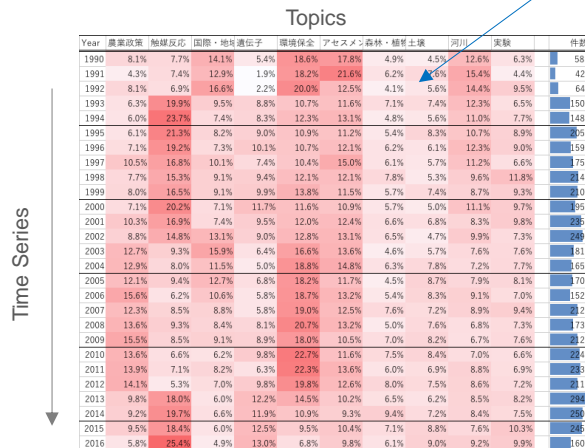 Topics
Time Series
Year 農業政策 触媒反応 国際・地域 遺伝子 環境保全 アセスメン 森林・植物 土壌 河川 実験 件数
1990 8.1% 7.7% 14.1% 5.4% 18.6% 17.8% 4.9% 4.5% 12.6% 6.3% 58
1991 4.3% 7.4% 12.9% 1.9% 18.2% 21.6% 6.2% 15.4% 4.4% 42
1992 8.1% 6.9% 16.6% 2.2% 20.0% 12.5% 4.1% 5.6% 14.4% 9.5% 64
1993 6.3% 19.9% 9.5% 8.8% 10.7% 11.6% 7.1% 7.4% 12.3% 6.5% 150
1994 6.0% 23.7% 7.4% 8.3% 12.3% 13.1% 4.8% 5.6% 11.0% 7.7% 148
1995 6.1% 21.3% 8.2% 9.0% 10.9% 11.2% 5.4% 8.3% 10.7% 8.9% 205
1996 7.1% 19.2% 7.3% 10.1% 10.7% 12.1% 6.2% 6.1% 12.3% 9.0% 159
1997 10.5% 16.8% 10.1% 7.4% 10.4% 15.0% 6.1% 5.7% 11.2% 6.6% 175
1998 7.7% 15.3% 9.1% 9.4% 12.1% 12.1% 7.8% 5.3% 9.6% 11.8% 214
1999 8.0% 16.5% 9.1% 9.9% 13.8% 11.5% 5.7% 7.4% 8.7% 9.3% 210
2000 7.1% 20.2% 7.1% 11.7% 11.6% 10.9% 5.7% 5.0% 11.1% 9.7% 195
2001 10.3% 16.9% 7.4% 9.5% 12.0% 12.4% 6.6% 6.8% 8.3% 9.8% 235
2002 8.8% 14.8% 13.1% 9.0% 12.8% 13.1% 6.5% 4.7% 9.9% 7.3% 249
2003 12.7% 9.3% 15.9% 6.4% 16.6% 13.6% 4.6% 5.7% 7.6% 7.6% 181
2004 12.9% 8.0% 11.5% 5.0% 18.8% 14.8% 6.3% 7.8% 7.2% 7.7% 165
2005 12.1% 9.4% 12.7% 6.8% 18.2% 11.7% 4.5% 8.7% 7.9% 8.1% 170
2006 15.6% 6.2% 10.6% 5.8% 18.7% 13.2% 5.4% 8.3% 9.1% 7.0% 152
2007 12.3% 8.5% 8.8% 5.8% 19.0% 12.5% 7.6% 7.2% 8.9% 9.4% 212
2008 13.6% 9.3% 8.4% 8.1% 20.7% 13.2% 5.0% 7.6% 6.8% 7.3% 173
2009 15.5% 8.5% 9.1% 8.9% 18.0% 10.5% 7.0% 8.2% 6.7% 7.6% 212
2010 13.6% 6.6% 6.2% 9.8% 22.7% 11.6% 7.5% 8.4% 7.0% 6.6% 224
2011 13.9% 7.1% 8.2% 6.3% 22.3% 13.6% 6.0% 6.9% 8.8% 6.9% 233
2012 14.1% 5.3% 7.0% 9.8% 19.8% 12.6% 8.0% 7.5% 8.6% 7.2% 211
2013 9.8% 18.0% 6.0% 12.2% 14.5% 10.2% 6.5% 6.2% 8.5% 8.2% 294
2014 9.2% 19.7% 6.6% 11.9% 10.9% 9.3% 9.4% 7.2% 8.4% 7.5% 250
2015 9.5% 18.4% 6.0% 12.5% 9.5% 10.4% 7.1% 8.8% 7.6% 10.3% 245
2016 5.8% 25.4% 4.9% 13.0% 6.8% 9.8% 6.1% 9.0% 9.2% 9.9% 160